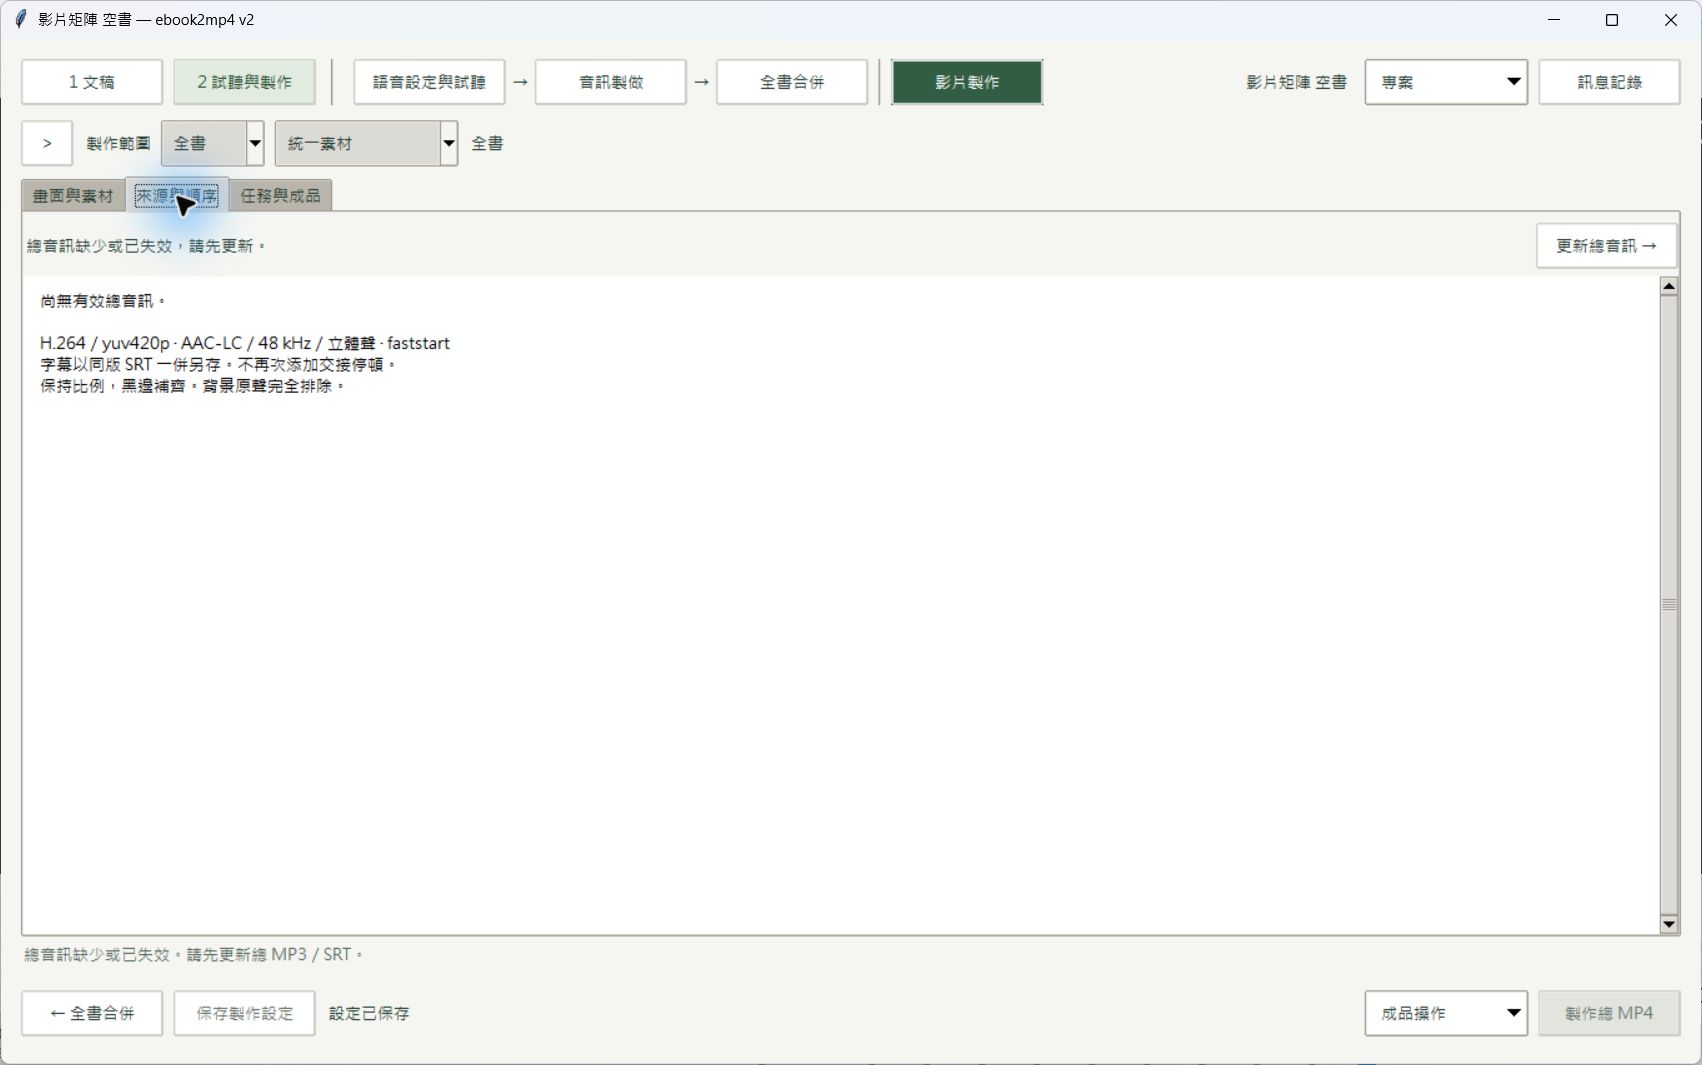 影片矩陣 空書 — ebook2mp4 v2
1 文稿
2 試聽與製作
語音設定與試聽
→
音訊製做
→
全書合併
影片製作
影片矩陣 空書
專案
訊息記錄
>
製作範圍
全書
統一素材
全書
畫面與素材
來源與順序
任務與成品
總音訊缺少或已失效，請先更新。
更新總音訊 →
尚無有效總音訊。
H.264 / yuv420p · AAC-LC / 48 kHz / 立體聲 · faststart
字幕以同版 SRT 一併另存。不再次添加交接停頓。
保持比例，黑邊補齊。背景原聲完全排除。
總音訊缺少或已失效。請先更新總 MP3 / SRT。
← 全書合併
保存製作設定
設定已保存
成品操作
製作總 MP4